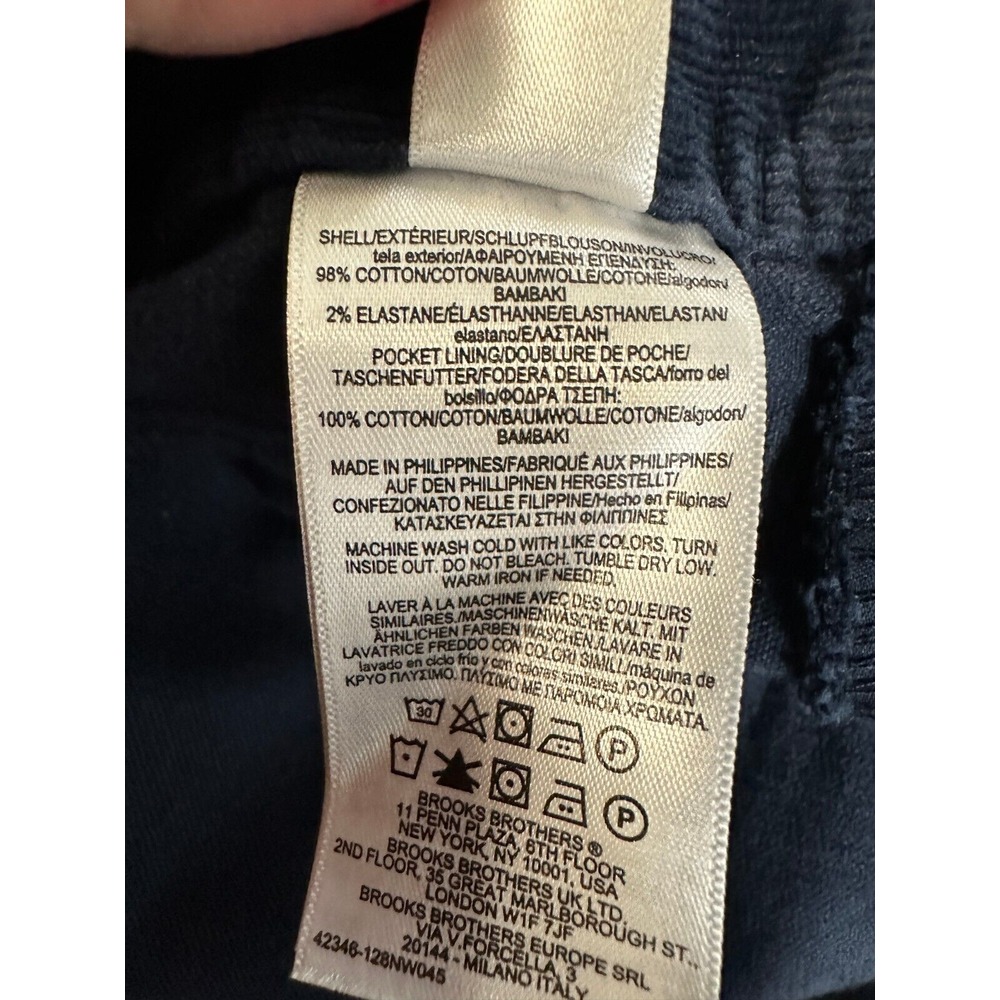 SHELL/EXTÉRIEUR/SCHLUPFBLOUSON/INVOLUCRO/
tela exterior/ΑΦΑΙΡΟΥΜΕΝΗ ΕΠΕΝΔΥΣΗ:
98% COTTON/COTON/BAUMWOLLE/COTONE/algodon/
ΒΑΜΒΑΚΙ
2% ELASTANE/ÉLASTHANNE/ELASTHAN/ELASTAN/
elastano/ΕΛΑΣΤΑΝΗ
POCKET LINING/DOUBLURE DE POCHE/
TASCHENFUTTER/FODERA DELLA TASCA/forro del
bolsillo/ΦΟΔΡΑ ΤΣΕΠΗ:
100% COTTON/COTON/BAUMWOLLE/COTONE/algodon/
ΒΑΜΒΑΚΙ
MADE IN PHILIPPINES/FABRIQUÉ AUX PHILIPPINES/
AUF DEN PHILLIPINEN HERGESTELLT/
CONFEZIONATO NELLE FILIPPINE/Hecho en Filipinas/
ΚΑΤΑΣΚΕΥΑΖΕΤΑΙ ΣΤΗΝ ΦΙΛΙΠΠΙΝΕΣ
MACHINE WASH COLD WITH LIKE COLORS. TURN
INSIDE OUT. DO NOT BLEACH. TUMBLE DRY LOW.
WARM IRON IF NEEDED.
LAVER À LA MACHINE AVEC DES COULEURS
SIMILAIRES./MASCHINENWÄSCHE KALT. MIT
ÄHNLICHEN FARBEN WASCHEN./LAVARE IN
LAVATRICE FREDDO CON COLORI SIMILI./máquina de
lavado en ciclo frío y con colores similares./ΡΟΥΧΩΝ
ΚΡΥΟ ΠΛΥΣΙΜΟ. ΠΛΥΣΙΜΟ ΜΕ ΠΑΡΟΜΟΙΑ ΧΡΩΜΑΤΑ.
30 P
P
BROOKS BROTHERS ®
11 PENN PLAZA, 6TH FLOOR
NEW YORK, NY 10001, USA
BROOKS BROTHERS UK LTD.
2ND FLOOR, 35 GREAT MARLBOROUGH ST.,
LONDON W1F 7JF
BROOKS BROTHERS EUROPE SRL
VIA V.FORCELLA, 3
20144 - MILANO ITALY
42346-128NW045